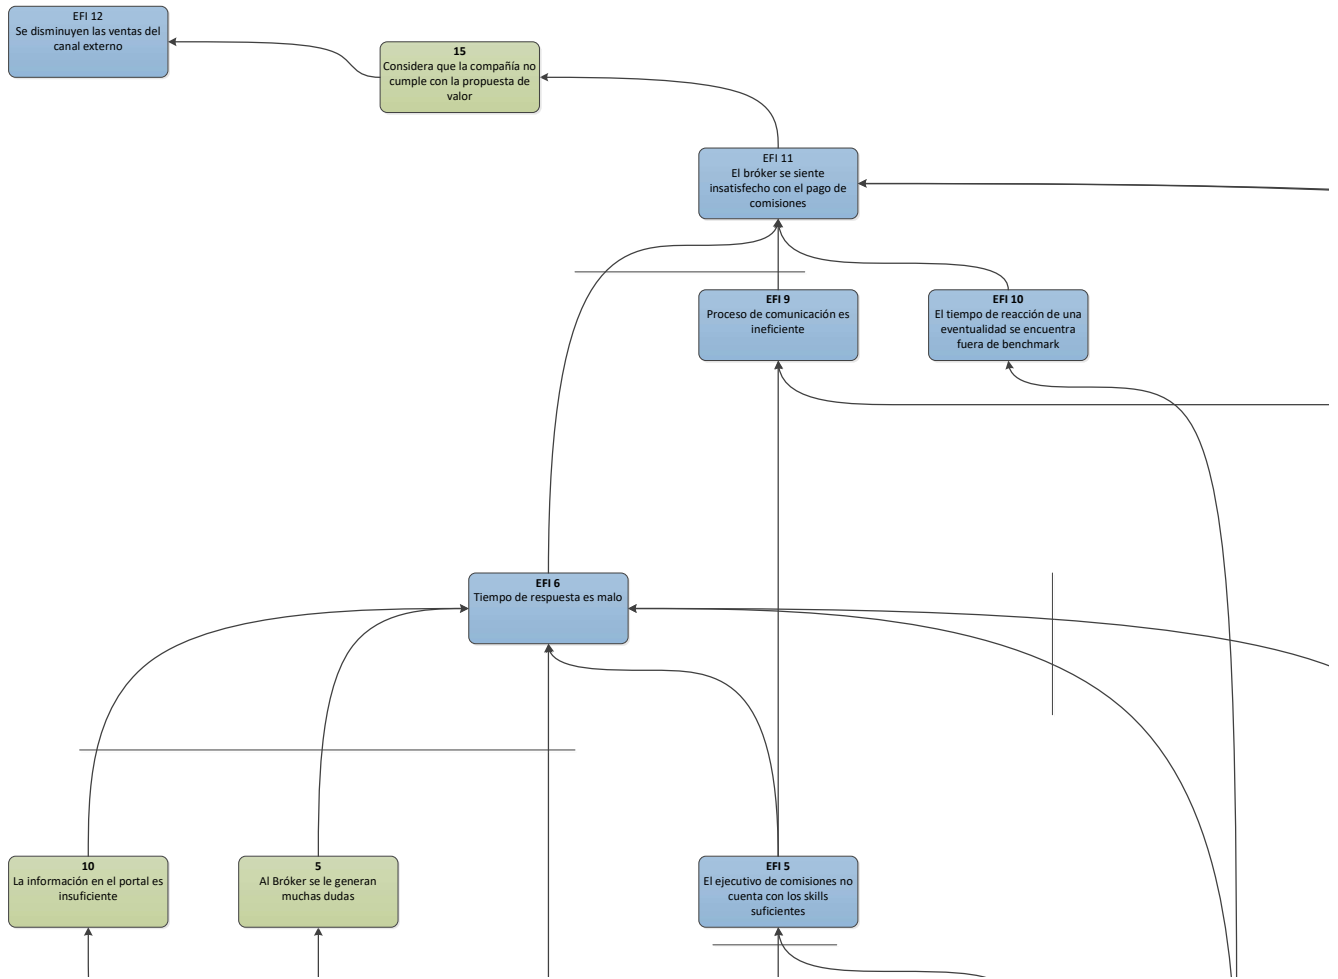 EFI 12
Se disminuyen las ventas del
canal externo
15
Considera que la compañía no
cumple con la propuesta de
valor
EFI 11
El bróker se siente
insatisfecho con el pago de
comisiones
EFI 9
Proceso de comunicación es
ineficiente
EFI 10
El tiempo de reacción de una
eventualidad se encuentra
fuera de benchmark
EFI 6
Tiempo de respuesta es malo
10
La información en el portal es
insuficiente
5
Al Bróker se le generan
muchas dudas
EFI 5
El ejecutivo de comisiones no
cuenta con los skills
suficientes